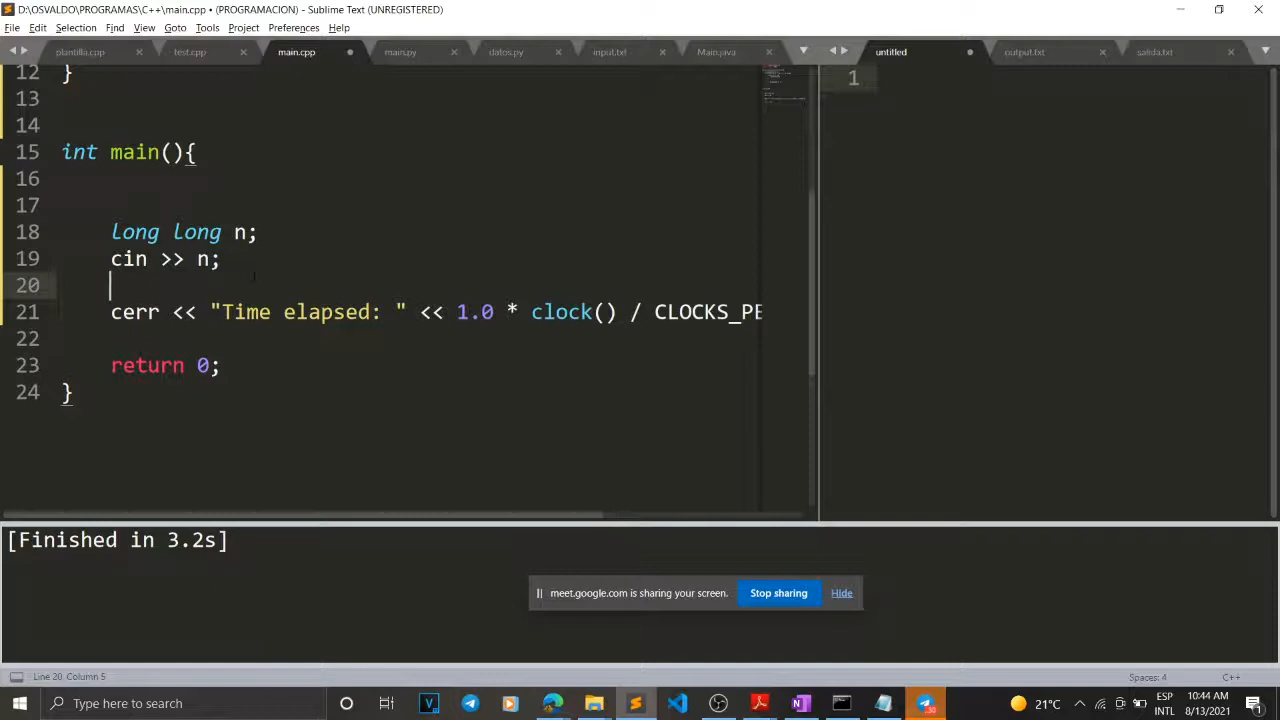 D:\OSVALDO\PROGRAMAS\C++\main.cpp • (PROGRAMACION) - Sublime Text (UNREGISTERED)
File Edit Selection Find View Goto Tools Project Preferences Help
plantilla.cpp test.cpp main.cpp main.py datos.py input.txt Main.java untitled output.txt salida.txt
12 }
13
14
15 int main(){
16
17
18 long long n;
19 cin >> n;
20
21 cerr << "Time elapsed: " << 1.0 * clock() / CLOCKS_PE
22
23 return 0;
24 }
1
[Finished in 3.2s]
meet.google.com is sharing your screen. Stop sharing Hide
Line 20, Column 5 Spaces: 4 C++
Type here to search
21°C
ESP
INTL
10:44 AM
8/13/2021